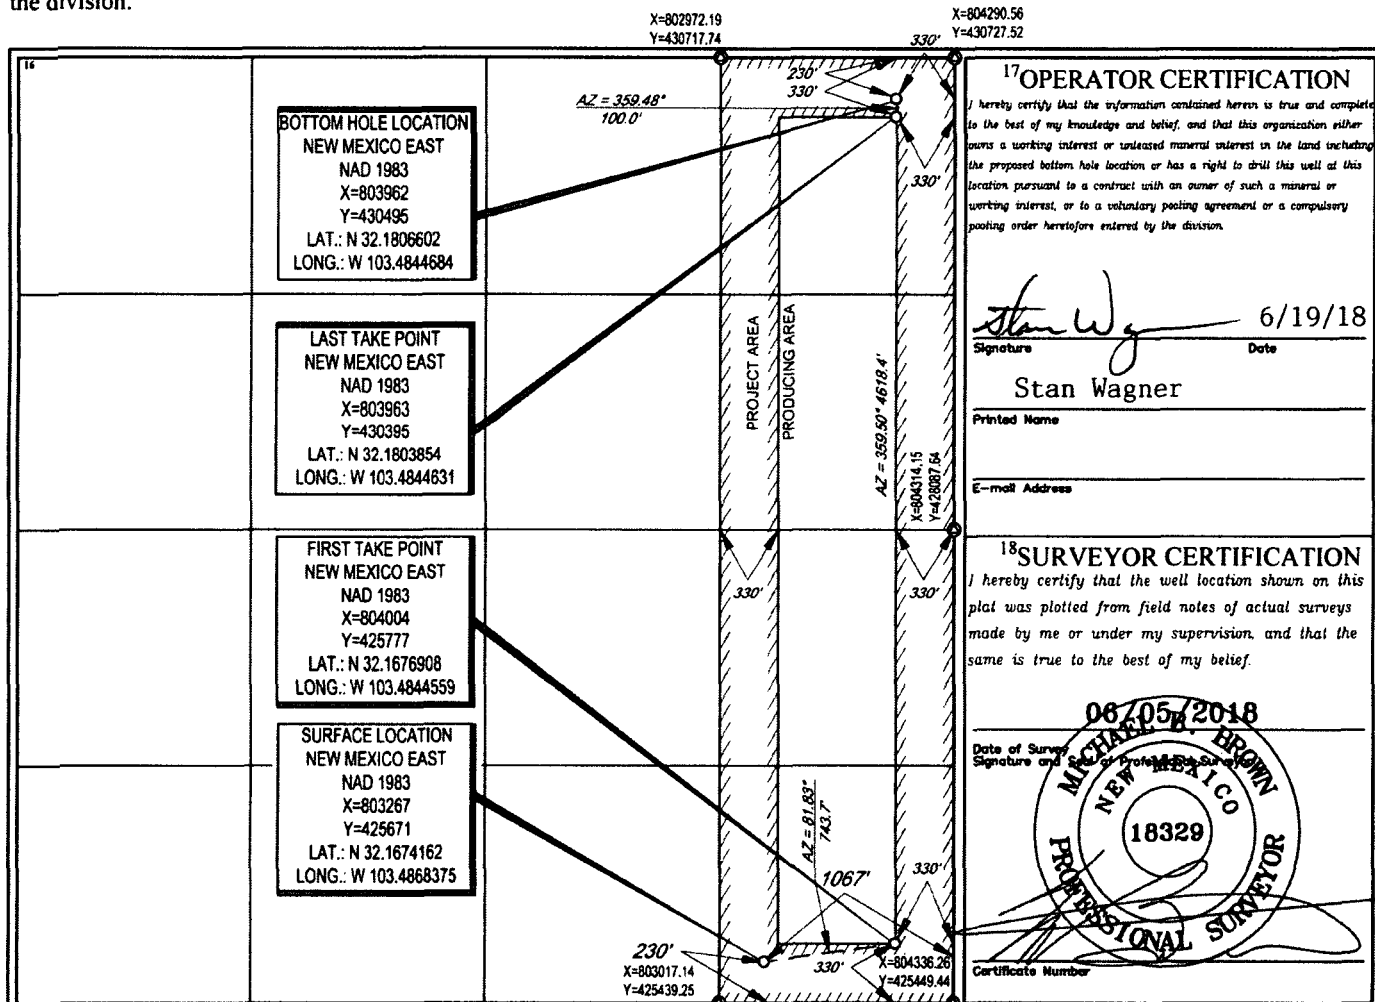 the division.
X=802972.19
Y=430717.74
X=804290.56
Y=430727.52
16
330'
230'
330'
AZ = 359.48°
100.0'
330'
BOTTOM HOLE LOCATION
NEW MEXICO EAST
NAD 1983
X=803962
Y=430495
LAT.: N 32.1806602
LONG.: W 103.4844684
LAST TAKE POINT
NEW MEXICO EAST
NAD 1983
X=803963
Y=430395
LAT.: N 32.1803854
LONG.: W 103.4844631
PROJECT AREA
PRODUCING AREA
AZ = 359.50° 4618.4'
X=804314.15
Y=428087.64
FIRST TAKE POINT
NEW MEXICO EAST
NAD 1983
X=804004
Y=425777
LAT.: N 32.1676908
LONG.: W 103.4844559
330'
330'
SURFACE LOCATION
NEW MEXICO EAST
NAD 1983
X=803267
Y=425671
LAT.: N 32.1674162
LONG.: W 103.4868375
AZ = 81.83°
743.7'
1067'
330'
230'
330'
X=803017.14
Y=425439.25
X=804336.26
Y=425449.44
17 OPERATOR CERTIFICATION
I hereby certify that the information contained herein is true and complete
to the best of my knowledge and belief, and that this organization either
owns a working interest or unleased mineral interest in the land including
the proposed bottom hole location or has a right to drill this well at this
location pursuant to a contract with an owner of such a mineral or
working interest, or to a voluntary pooling agreement or a compulsory
pooling order heretofore entered by the division.
Stan Wagner 6/19/18
Signature Date
Stan Wagner
Printed Name
E-mail Address
18 SURVEYOR CERTIFICATION
I hereby certify that the well location shown on this
plat was plotted from field notes of actual surveys
made by me or under my supervision, and that the
same is true to the best of my belief.
06/05/2018
Date of Survey
Signature and Seal of Professional Surveyor
MICHAEL B. BROWN
NEW MEXICO
18329
PROFESSIONAL SURVEYOR
Certificate Number